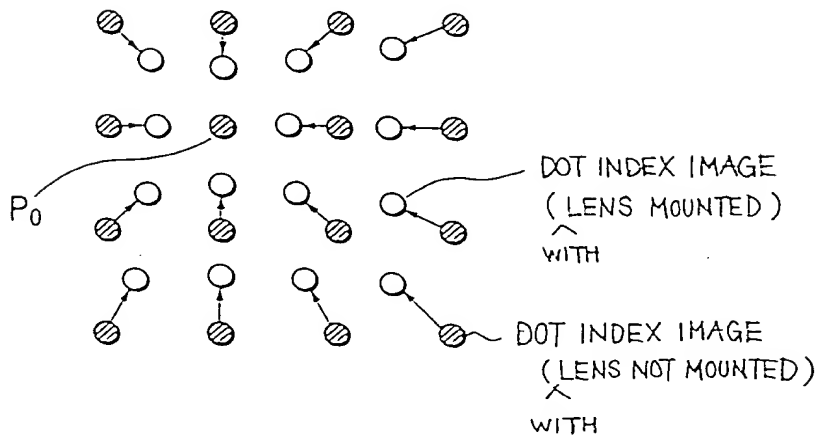 P0
DOT INDEX IMAGE
(LENS MOUNTED)
WITH
DOT INDEX IMAGE
(LENS NOT MOUNTED)
WITH